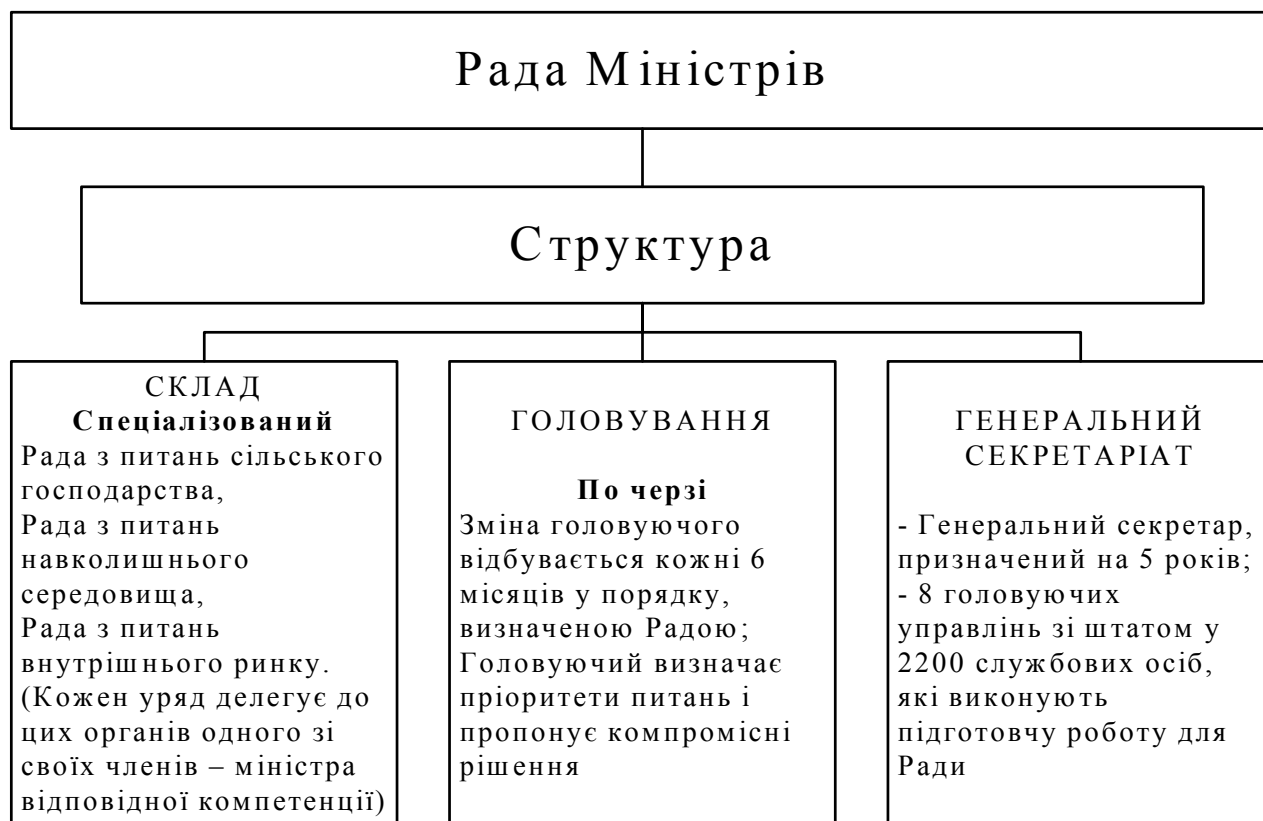 Рада Міністрів
Структура
СКЛАД
Спеціалізований
Рада з питань сільського
господарства,
Рада з питань
навколишнього
середовища,
Рада з питань
внутрішнього ринку.
(Кожен уряд делегує до
цих органів одного зі
своїх членів – міністра
відповідної компетенції)
ГОЛОВУВАННЯ
По черзі
Зміна головуючого
відбувається кожні 6
місяців у порядку,
визначеною Радою;
Головуючий визначає
пріоритети питань і
пропонує компромісні
рішення
ГЕНЕРАЛЬНИЙ
СЕКРЕТАРІАТ
- Генеральний секретар,
призначений на 5 років;
- 8 головуючих
управлінь зі штатом у
2200 службових осіб,
які виконують
підготовчу роботу для
Ради